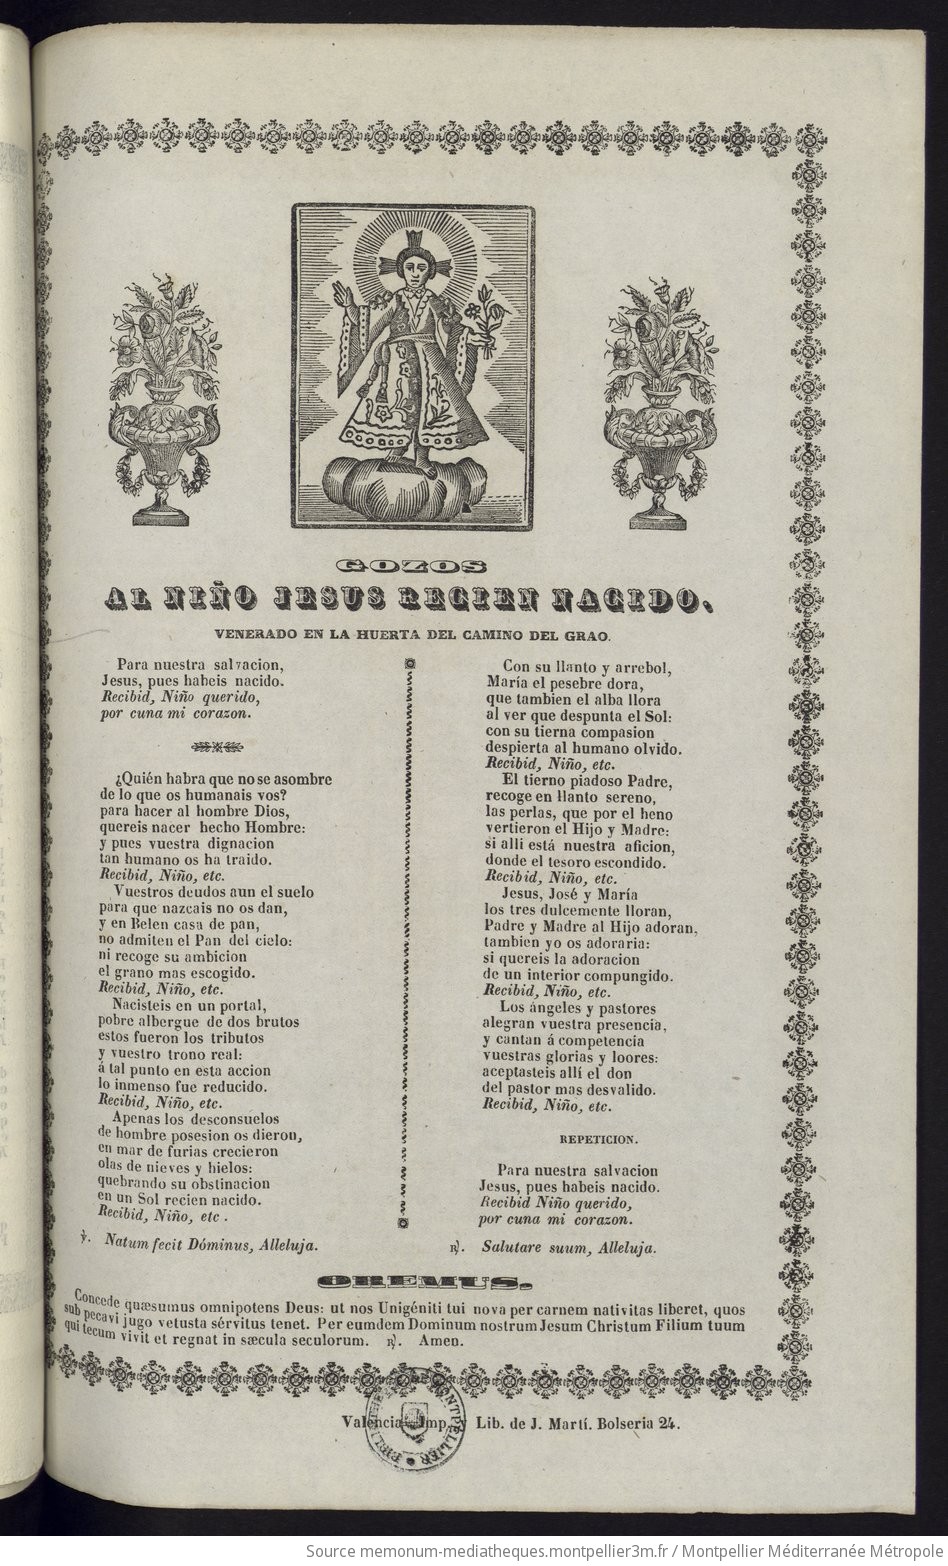 GOZOS
AL NIÑO JESUS RECIEN NACIDO.
VENERADO EN LA HUERTA DEL CAMINO DEL GRAO.
Para nuestra salvacion,
Jesus, pues habeis nacido.
Recibid, Niño querido,
por cuna mi corazon.
¿Quién habra que no se asombre
de lo que os humanais vos?
para hacer al hombre Dios,
quereis nacer hecho Hombre:
y pues vuestra dignacion
tan humano os ha traido.
Recibid, Niño, etc.
Vuestros deudos aun el suelo
para que nazcais no os dan,
y en Belen casa de pan,
no admiten el Pan del cielo:
ni recoge su ambicion
el grano mas escogido.
Recibid, Niño, etc.
Nacisteis en un portal,
pobre albergue de dos brutos
estos fueron los tributos
y vuestro trono real:
á tal punto en esta accion
lo inmenso fue reducido.
Recibid, Niño, etc.
Apenas los desconsuelos
de hombre posesion os dieron,
en mar de furias crecieron
olas de nieves y hielos:
quebrando su obstinacion
en un Sol recien nacido.
Recibid, Niño, etc.
℣. Natum fecit Dóminus, Alleluja.
Con su llanto y arrebol,
María el pesebre dora,
que tambien el alba llora
al ver que despunta el Sol:
con su tierna compasion
despierta al humano olvido.
Recibid, Niño, etc.
El tierno piadoso Padre,
recoge en llanto sereno,
las perlas, que por el heno
vertieron el Hijo y Madre:
si alli está nuestra aficion,
donde el tesoro escondido.
Recibid, Niño, etc.
Jesus, José y María
los tres dulcemente lloran,
Padre y Madre al Hijo adoran,
tambien yo os adoraria:
si quereis la adoracion
de un interior compungido.
Recibid, Niño, etc.
Los ángeles y pastores
alegran vuestra presencia,
y cantan á competencia
vuestras glorias y loores:
aceptasteis allí el don
del pastor mas desvalido.
Recibid, Niño, etc.
REPETICION.
Para nuestra salvacion
Jesus, pues habeis nacido.
Recibid Niño querido,
por cuna mi corazon.
℟. Salutare suum, Alleluja.
OREMUS.
Concede quæsumus omnipotens Deus: ut nos Unigéniti tui nova per carnem nativitas liberet, quos
sub pecavi jugo vetusta sérvitus tenet. Per eumdem Dominum nostrum Jesum Christum Filium tuum
qui tecum vivit et regnat in sæcula seculorum. ℟. Amen.
Valencia: Imp. y Lib. de J. Martí. Bolseria 24.
Source memonum-mediatheques.montpellier3m.fr / Montpellier Méditerranée Métropole